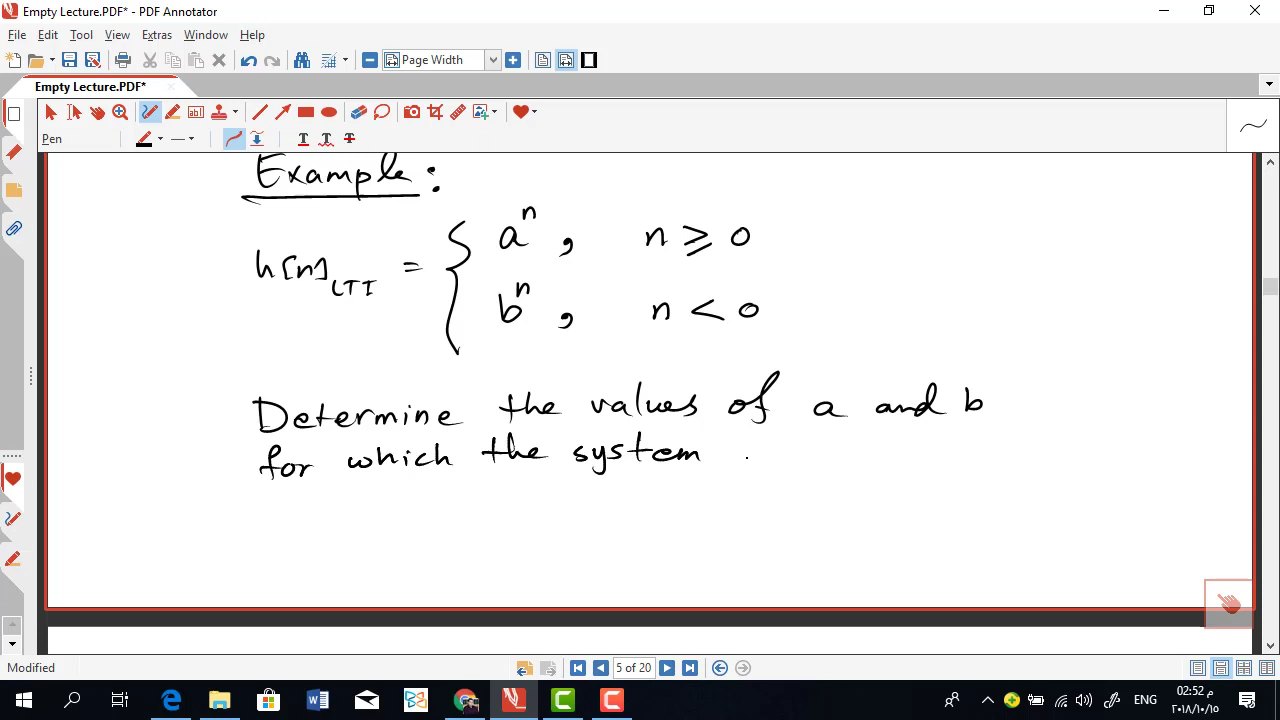 Empty Lecture.PDF* - PDF Annotator
File Edit Tool View Extras Window Help
Page Width
Empty Lecture.PDF*
Pen
Example:
h[n]LTI = { a^n , n ≥ 0
b^n , n < 0
Determine the values of a and b
for which the system .
Modified
5 of 20
ENG
02:52 م
٢٠١٨/١٠/١٥